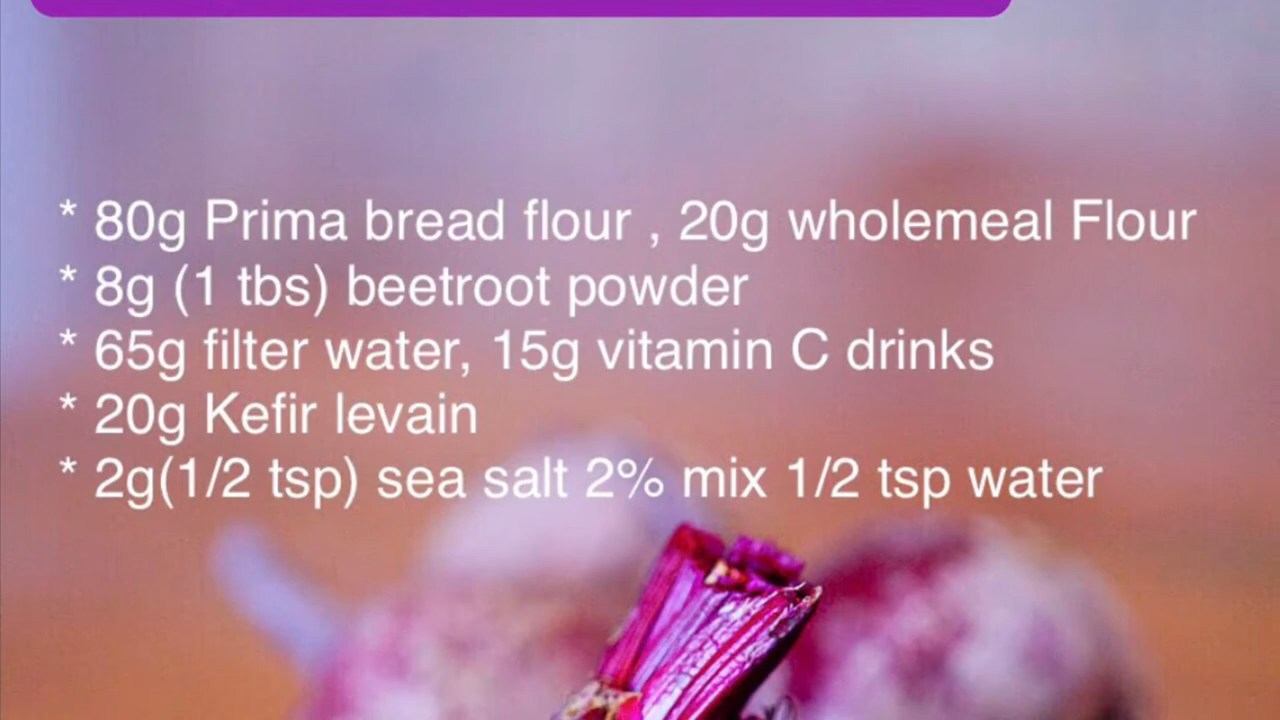 * 80g Prima bread flour , 20g wholemeal Flour
* 8g (1 tbs) beetroot powder
* 65g filter water, 15g vitamin C drinks
* 20g Kefir levain
* 2g(1/2 tsp) sea salt 2% mix 1/2 tsp water